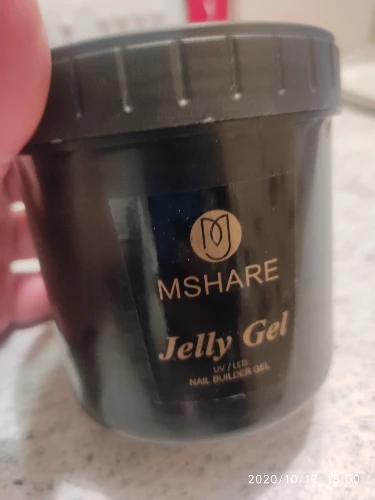 MSHARE
Jelly Gel
UV / LED
NAIL BUILDER GEL